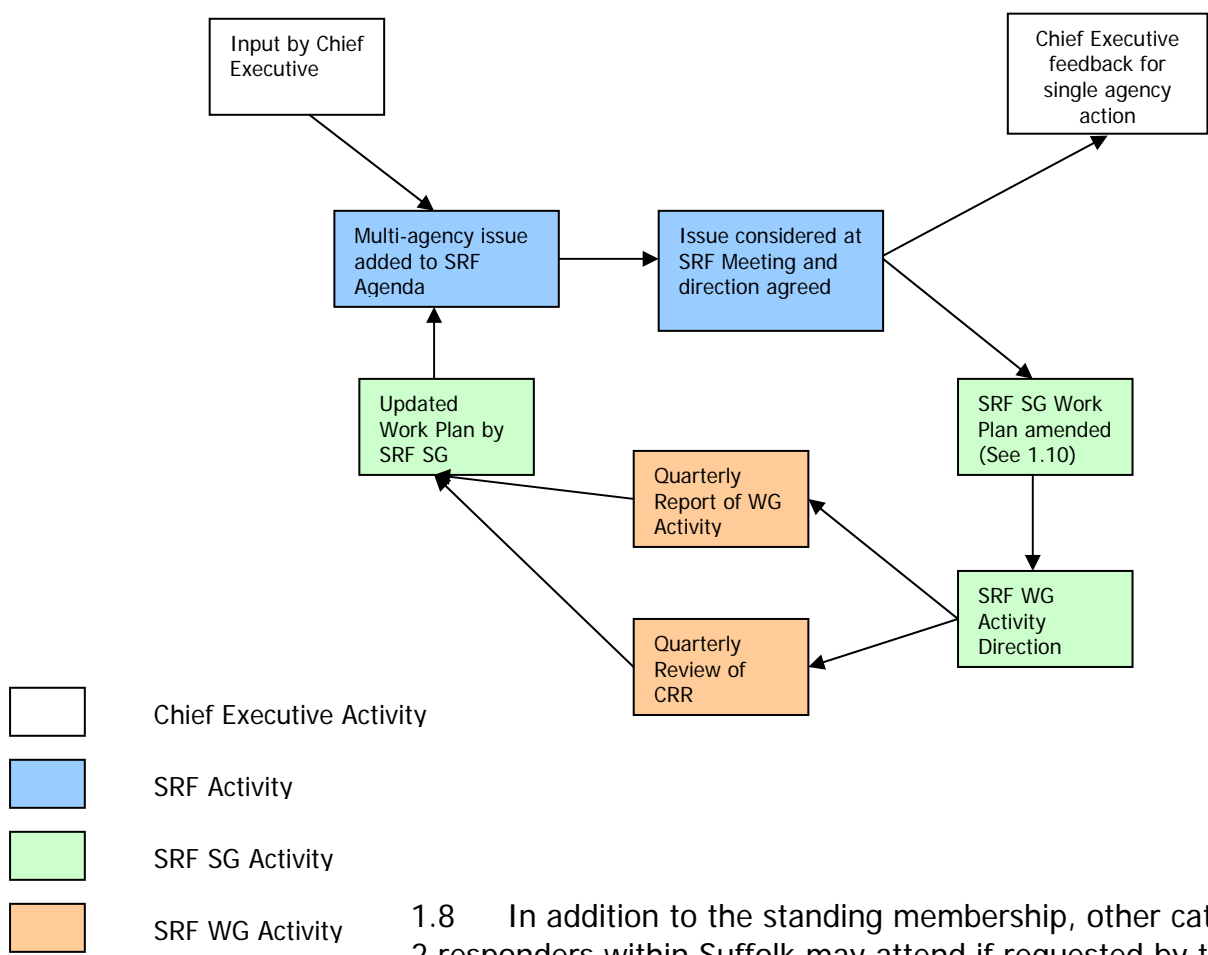 Input by Chief
Executive
Chief Executive
feedback for
single agency
action
Multi-agency issue
added to SRF
Agenda
Issue considered at
SRF Meeting and
direction agreed
Updated
Work Plan by
SRF SG
SRF SG Work
Plan amended
(See 1.10)
Quarterly
Report of WG
Activity
SRF WG
Activity
Direction
Quarterly
Review of
CRR
Chief Executive Activity
SRF Activity
SRF SG Activity
SRF WG Activity
1.8 In addition to the standing membership, other cat
2 responders within Suffolk may attend if requested by t